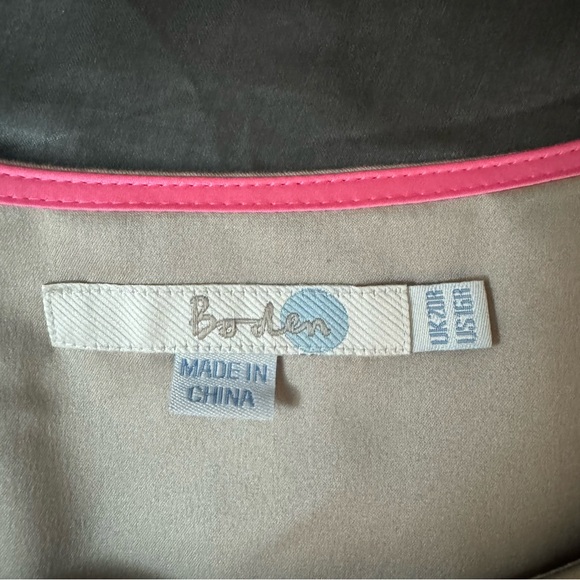 Boden
UK20R
US16R
MADE IN
CHINA